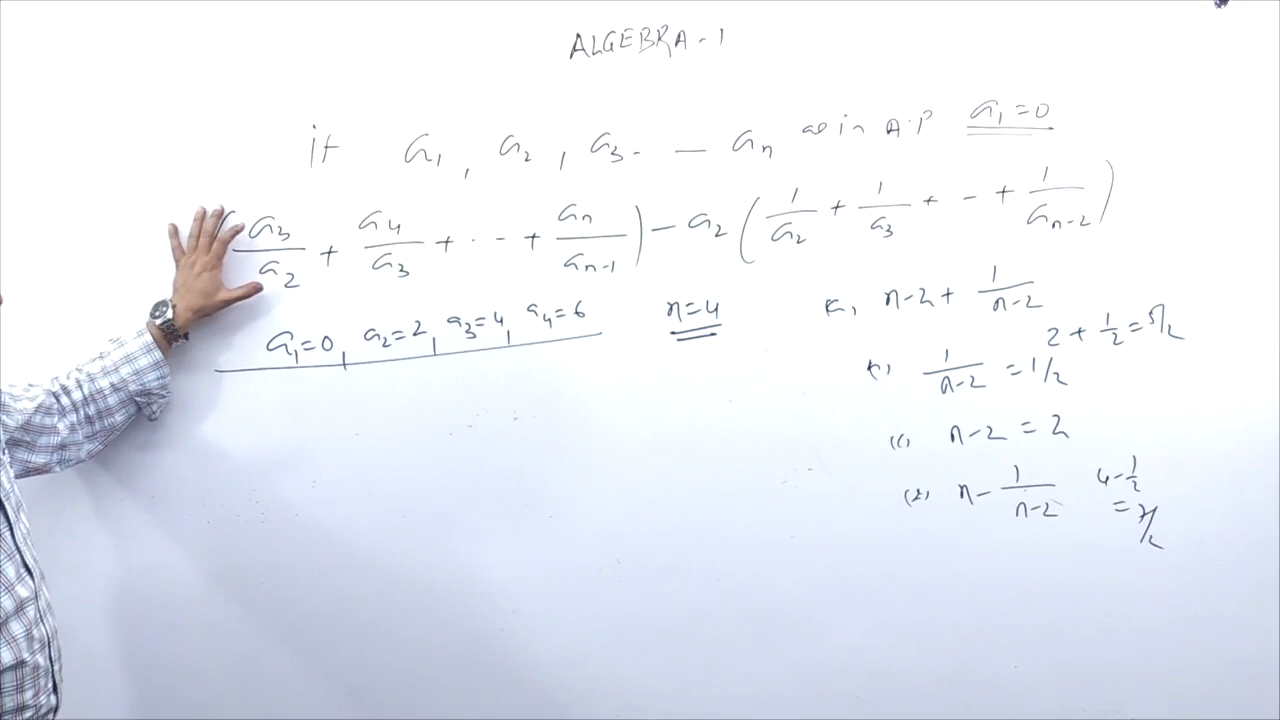 ALGEBRA-1
if a₁, a₂, a₃ - — aₙ are in A.P a₁=0
(a₃/a₂ + a₄/a₃ + - - + aₙ/aₙ₋₁) - a₂(1/a₂ + 1/a₃ + - - + 1/aₙ₋₂)
a₁=0, a₂=2, a₃=4, a₄=6 n=4
n-2 + 1/(n-2)
2 + 1/2 = 5/2
1/(n-2) = 1/2
(c) n-2 = 2
(d) n - 1/(n-2) 4 - 1/2
= 7/2